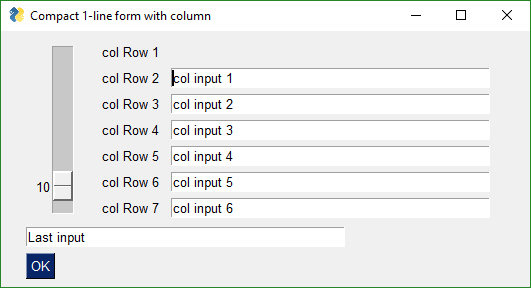 Compact 1-line form with column
col Row 1
col Row 2 col input 1
col Row 3 col input 2
col Row 4 col input 3
col Row 5 col input 4
10 col Row 6 col input 5
col Row 7 col input 6
Last input
OK